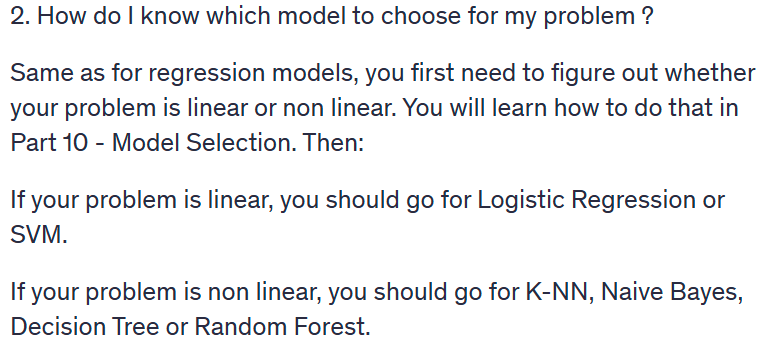 2. How do I know which model to choose for my problem ?
Same as for regression models, you first need to figure out whether
your problem is linear or non linear. You will learn how to do that in
Part 10 - Model Selection. Then:
If your problem is linear, you should go for Logistic Regression or
SVM.
If your problem is non linear, you should go for K-NN, Naive Bayes,
Decision Tree or Random Forest.